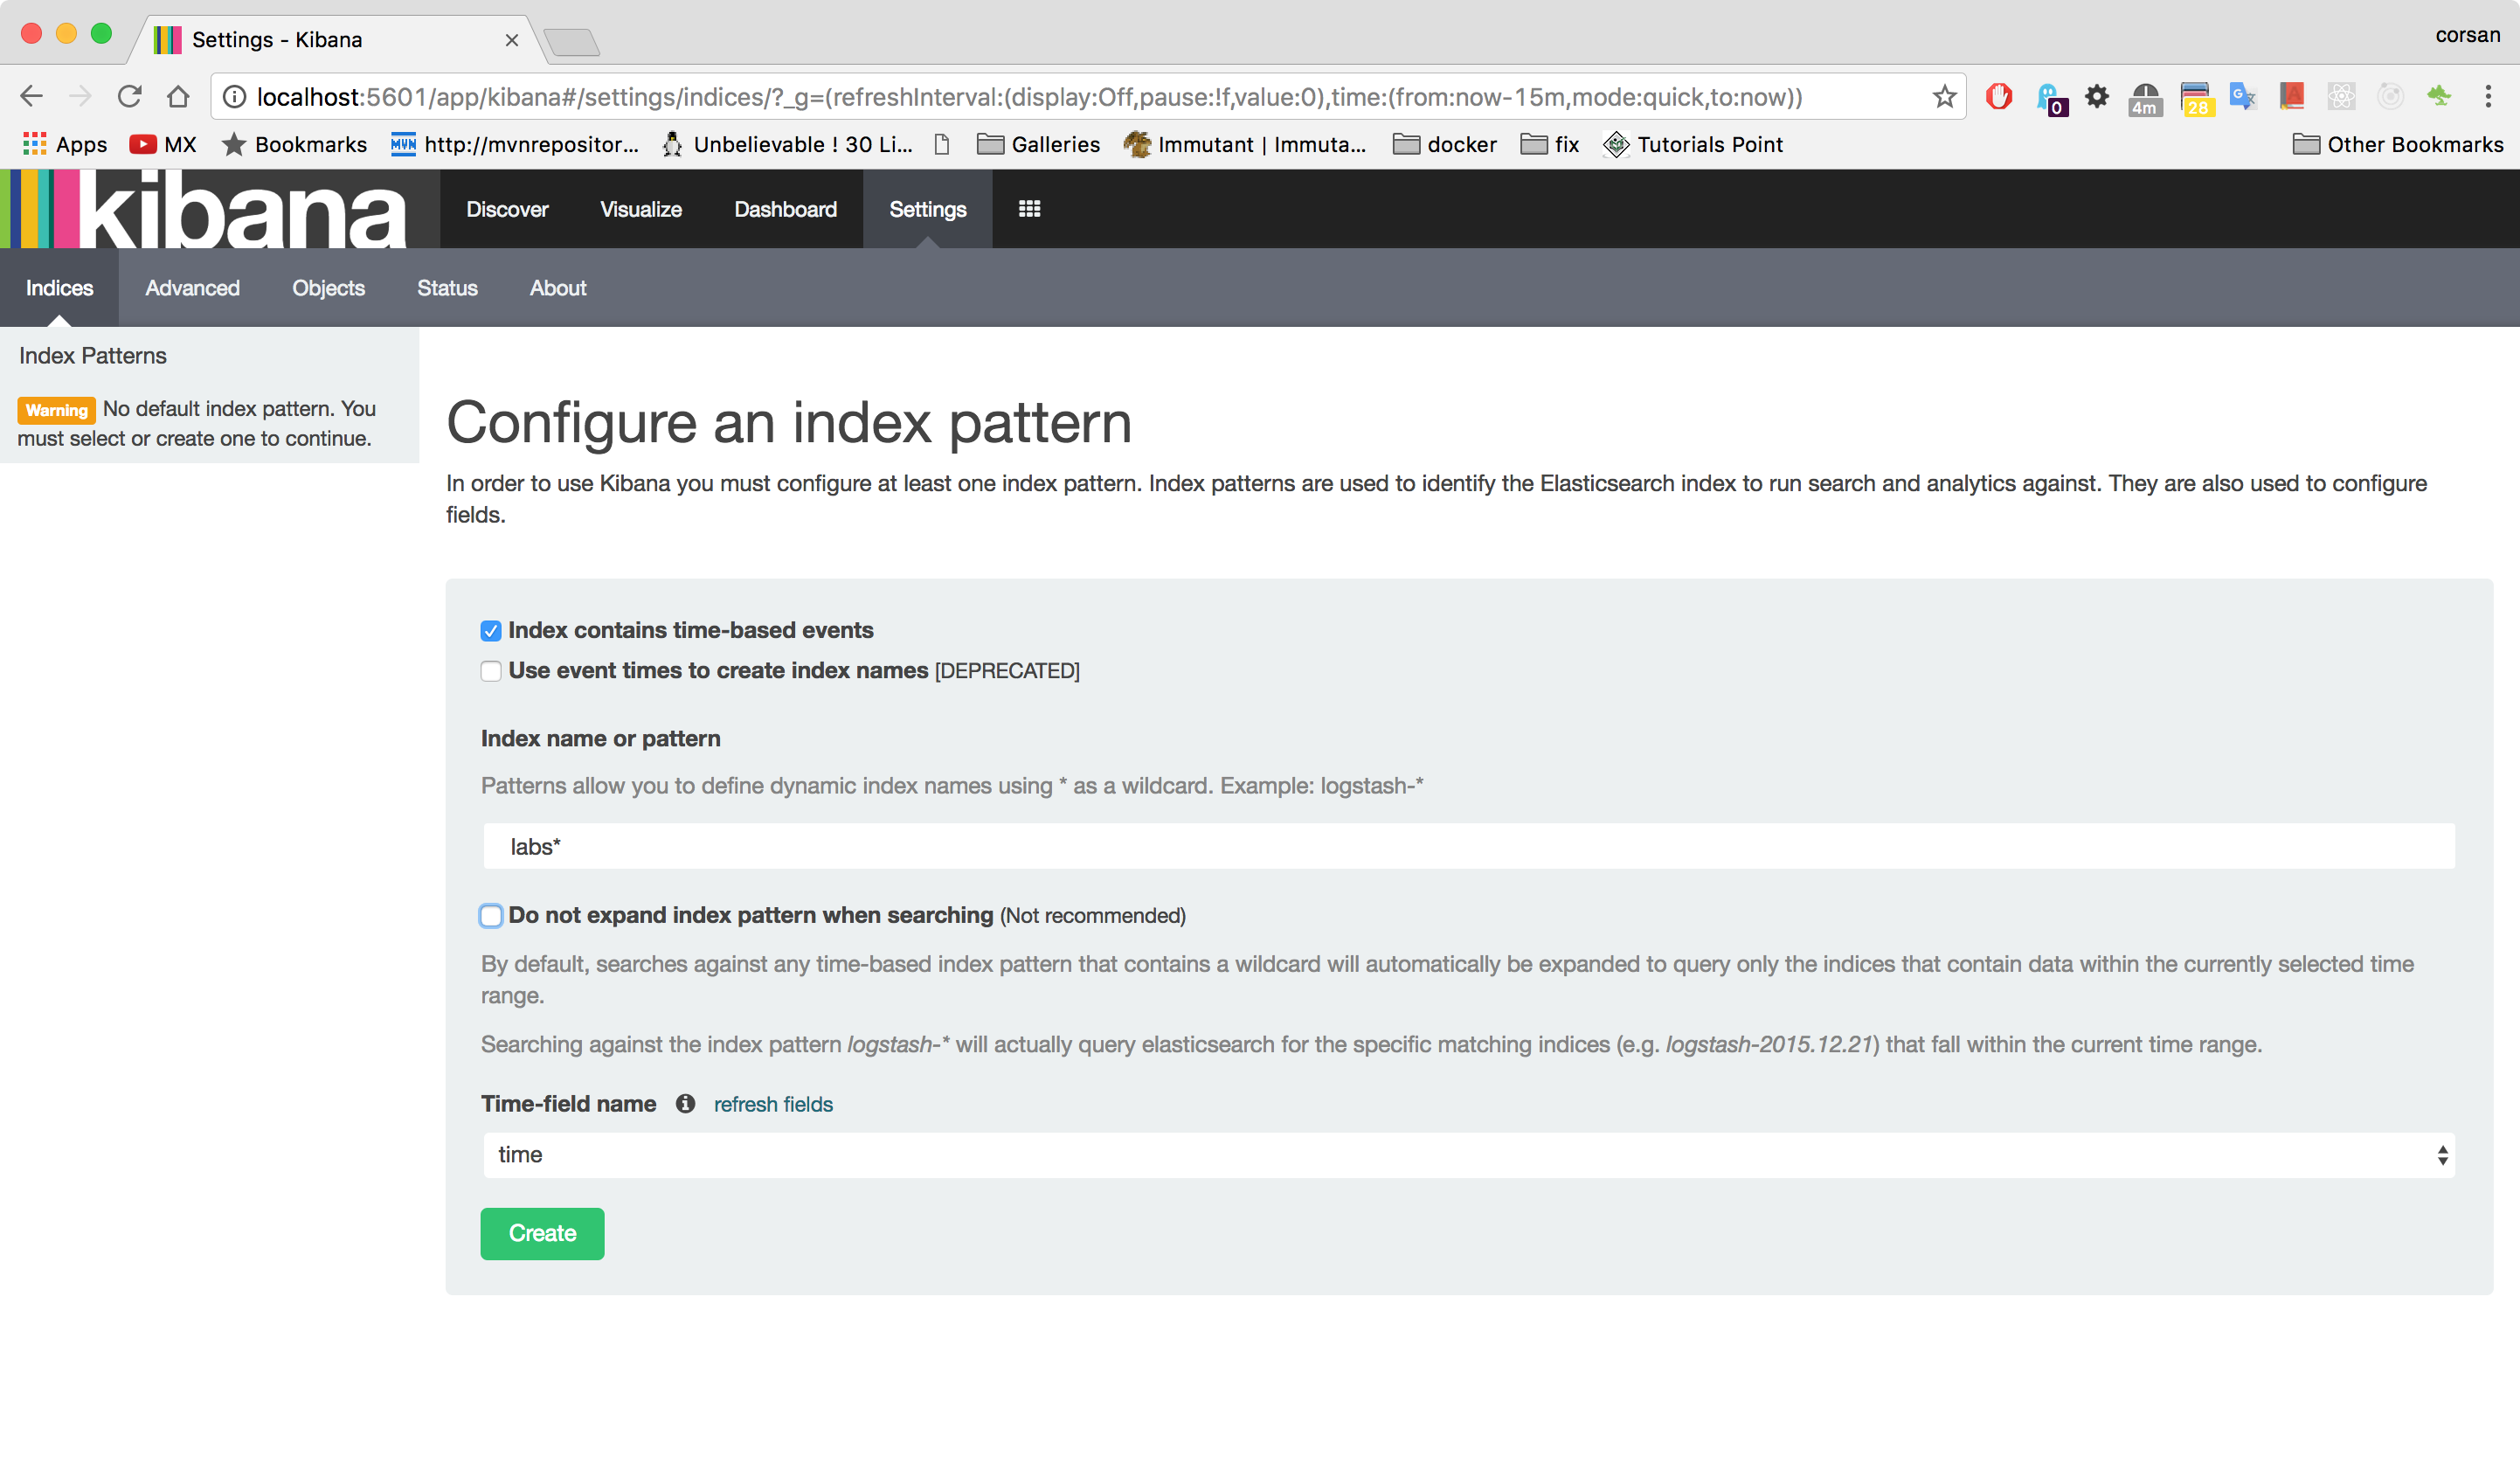 Settings - Kibana
corsan
localhost:5601/app/kibana#/settings/indices/?_g=(refreshInterval:(display:Off,pause:!f,value:0),time:(from:now-15m,mode:quick,to:now))
0
4m
28
Apps
MX
Bookmarks
MVN
http://mvnrepositor...
Unbelievable ! 30 Li...
Galleries
Immutant | Immuta...
docker
fix
Tutorials Point
Other Bookmarks
kibana
Discover
Visualize
Dashboard
Settings
Indices
Advanced
Objects
Status
About
Index Patterns
Warning No default index pattern. You
must select or create one to continue.
Configure an index pattern
In order to use Kibana you must configure at least one index pattern. Index patterns are used to identify the Elasticsearch index to run search and analytics against. They are also used to configure
fields.
Index contains time-based events
Use event times to create index names [DEPRECATED]
Index name or pattern
Patterns allow you to define dynamic index names using * as a wildcard. Example: logstash-*
labs*
Do not expand index pattern when searching (Not recommended)
By default, searches against any time-based index pattern that contains a wildcard will automatically be expanded to query only the indices that contain data within the currently selected time
range.
Searching against the index pattern logstash-* will actually query elasticsearch for the specific matching indices (e.g. logstash-2015.12.21) that fall within the current time range.
Time-field name
refresh fields
time
Create